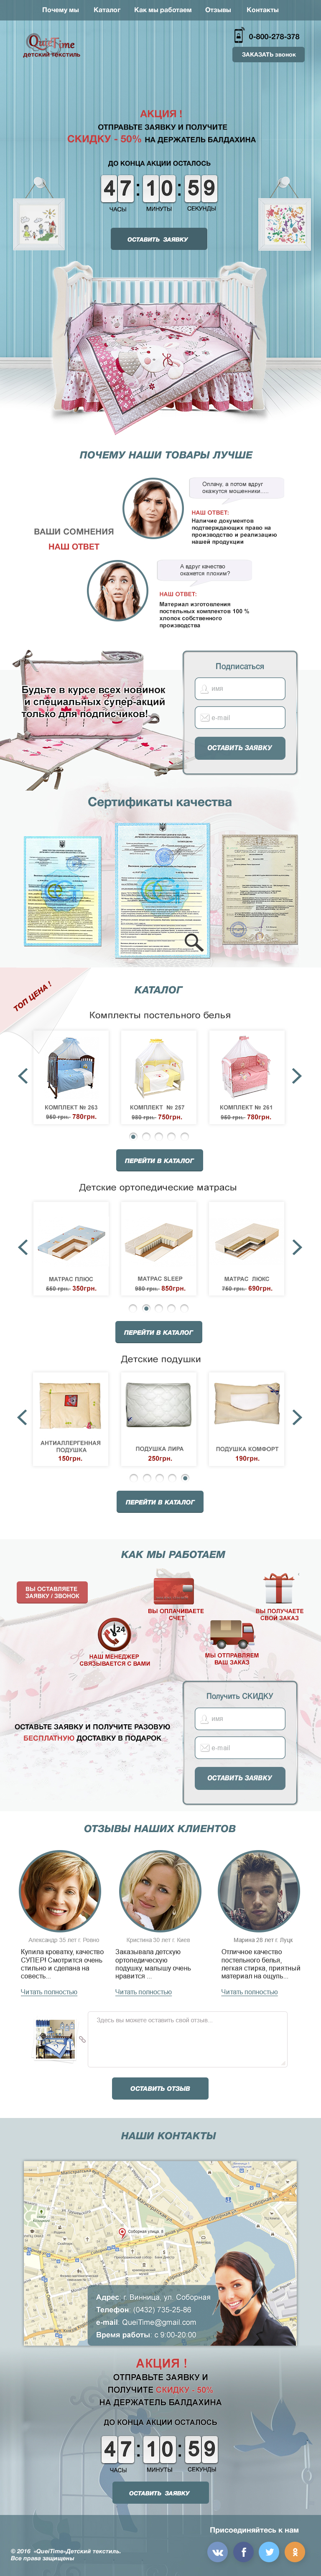 Почему мы Каталог Как мы работаем Отзывы Контакты
QueiTime
детский текстиль
0-800-278-378
ЗАКАЗАТЬ звонок
АКЦИЯ !
ОТПРАВЬТЕ ЗАЯВКУ И ПОЛУЧИТЕ
СКИДКУ - 50% НА ДЕРЖАТЕЛЬ БАЛДАХИНА
ДО КОНЦА АКЦИИ ОСТАЛОСЬ
47:10:59
ЧАСЫ МИНУТЫ СЕКУНДЫ
ОСТАВИТЬ ЗАЯВКУ
ПОЧЕМУ НАШИ ТОВАРЫ ЛУЧШЕ
Оплачу, а потом вдруг
окажутся мошенники.....
ВАШИ СОМНЕНИЯ
НАШ ОТВЕТ
НАШ ОТВЕТ:
Наличие документов
подтверждающих право на
производство и реализацию
нашей продукции
А вдруг качество
окажется плохим?
НАШ ОТВЕТ:
Материал изготовления
постельных комплектов 100 %
хлопок собственного
производства
Будьте в курсе всех новинок
и специальных супер-акций
только для подписчиков!
Подписаться
имя
e-mail
ОСТАВИТЬ ЗАЯВКУ
Сертификаты качества
ТОП ЦЕНА !
КАТАЛОГ
Комплекты постельного белья
КОМПЛЕКТ № 263
960 грн. 780грн.
КОМПЛЕКТ № 257
980 грн. 750грн.
КОМПЛЕКТ № 261
950 грн. 780грн.
ПЕРЕЙТИ В КАТАЛОГ
Детские ортопедические матрасы
МАТРАС ПЛЮС
550 грн. 350грн.
МАТРАС SLEEP
980 грн. 850грн.
МАТРАС ЛЮКС
750 грн. 690грн.
ПЕРЕЙТИ В КАТАЛОГ
Детские подушки
АНТИАЛЛЕРГЕННАЯ
ПОДУШКА
150грн.
ПОДУШКА ЛИРА
250грн.
ПОДУШКА КОМФОРТ
190грн.
ПЕРЕЙТИ В КАТАЛОГ
КАК МЫ РАБОТАЕМ
ВЫ ОСТАВЛЯЕТЕ
ЗАЯВКУ / ЗВОНОК
24
НАШ МЕНЕДЖЕР
СВЯЗЫВАЕТСЯ С ВАМИ
ВЫ ОПЛАЧИВАЕТЕ
СЧЕТ
МЫ ОТПРАВЛЯЕМ
ВАШ ЗАКАЗ
ВЫ ПОЛУЧАЕТЕ
СВОЙ ЗАКАЗ
ОСТАВЬТЕ ЗАЯВКУ И ПОЛУЧИТЕ РАЗОВУЮ
БЕСПЛАТНУЮ ДОСТАВКУ В ПОДАРОК
Получить СКИДКУ
имя
e-mail
ОСТАВИТЬ ЗАЯВКУ
ОТЗЫВЫ НАШИХ КЛИЕНТОВ
Александр 35 лет г. Ровно
Купила кроватку, качество
СУПЕР! Смотрится очень
стильно и сделана на
совесть...
Читать полностью
Кристина 30 лет г. Киев
Заказывала детскую
ортопедическую
подушку, малышу очень
нравится ...
Читать полностью
Марина 28 лет г. Луцк
Отличное качество
постельного белья,
легкая стирка, приятный
материал на ощупь...
Читать полностью
Здесь вы можете оставить свой отзыв...
ОСТАВИТЬ ОТЗЫВ
НАШИ КОНТАКТЫ
Соборная улица, 8
Адрес: г. Винница, ул. Соборная
Телефон: (0432) 735-25-86
e-mail: QueiTime@gmail.com
Время работы: с 9:00-20:00
АКЦИЯ !
ОТПРАВЬТЕ ЗАЯВКУ И
ПОЛУЧИТЕ СКИДКУ - 50%
НА ДЕРЖАТЕЛЬ БАЛДАХИНА
ДО КОНЦА АКЦИИ ОСТАЛОСЬ
47:10:59
ЧАСЫ МИНУТЫ СЕКУНДЫ
ОСТАВИТЬ ЗАЯВКУ
Присоединяйтесь к нам
© 2016 «QueiTime»Детский текстиль.
Все права защищены